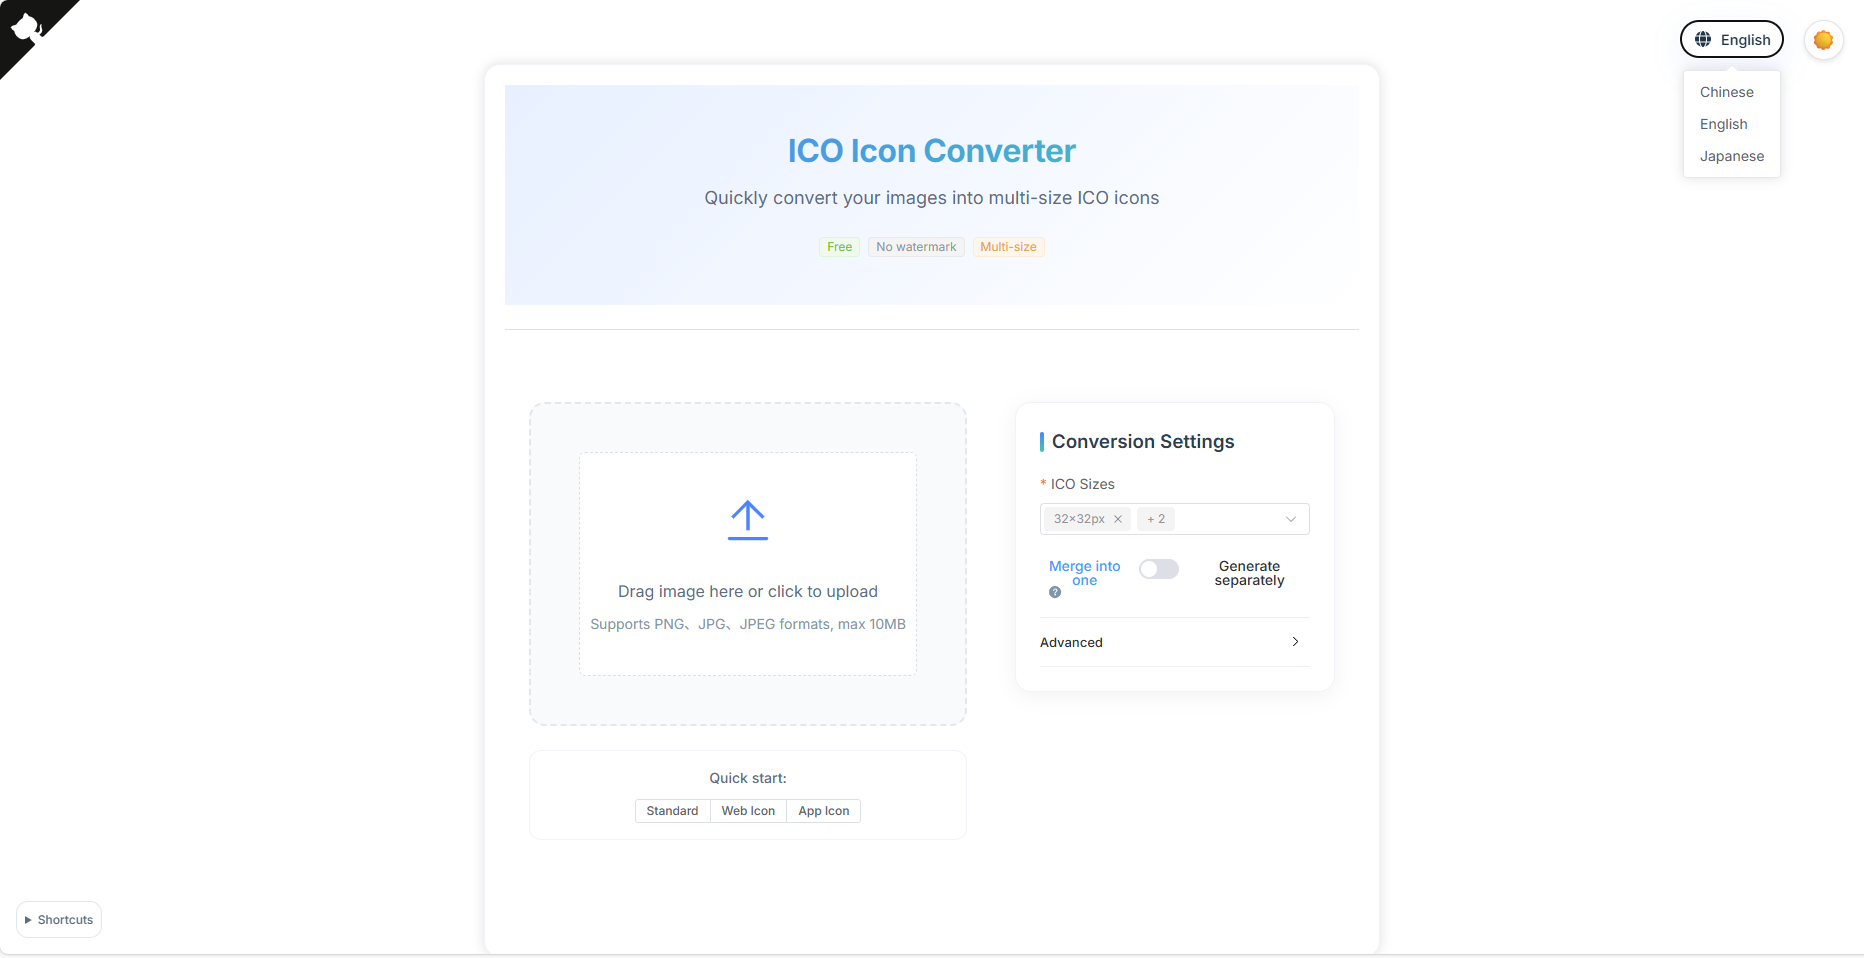 English
Chinese
English
Japanese
ICO Icon Converter
Quickly convert your images into multi-size ICO icons
Free
No watermark
Multi-size
Drag image here or click to upload
Supports PNG、JPG、JPEG formats, max 10MB
Quick start:
Standard
Web Icon
App Icon
Conversion Settings
* ICO Sizes
32×32px
+ 2
Merge into
one
Generate
separately
Advanced
Shortcuts